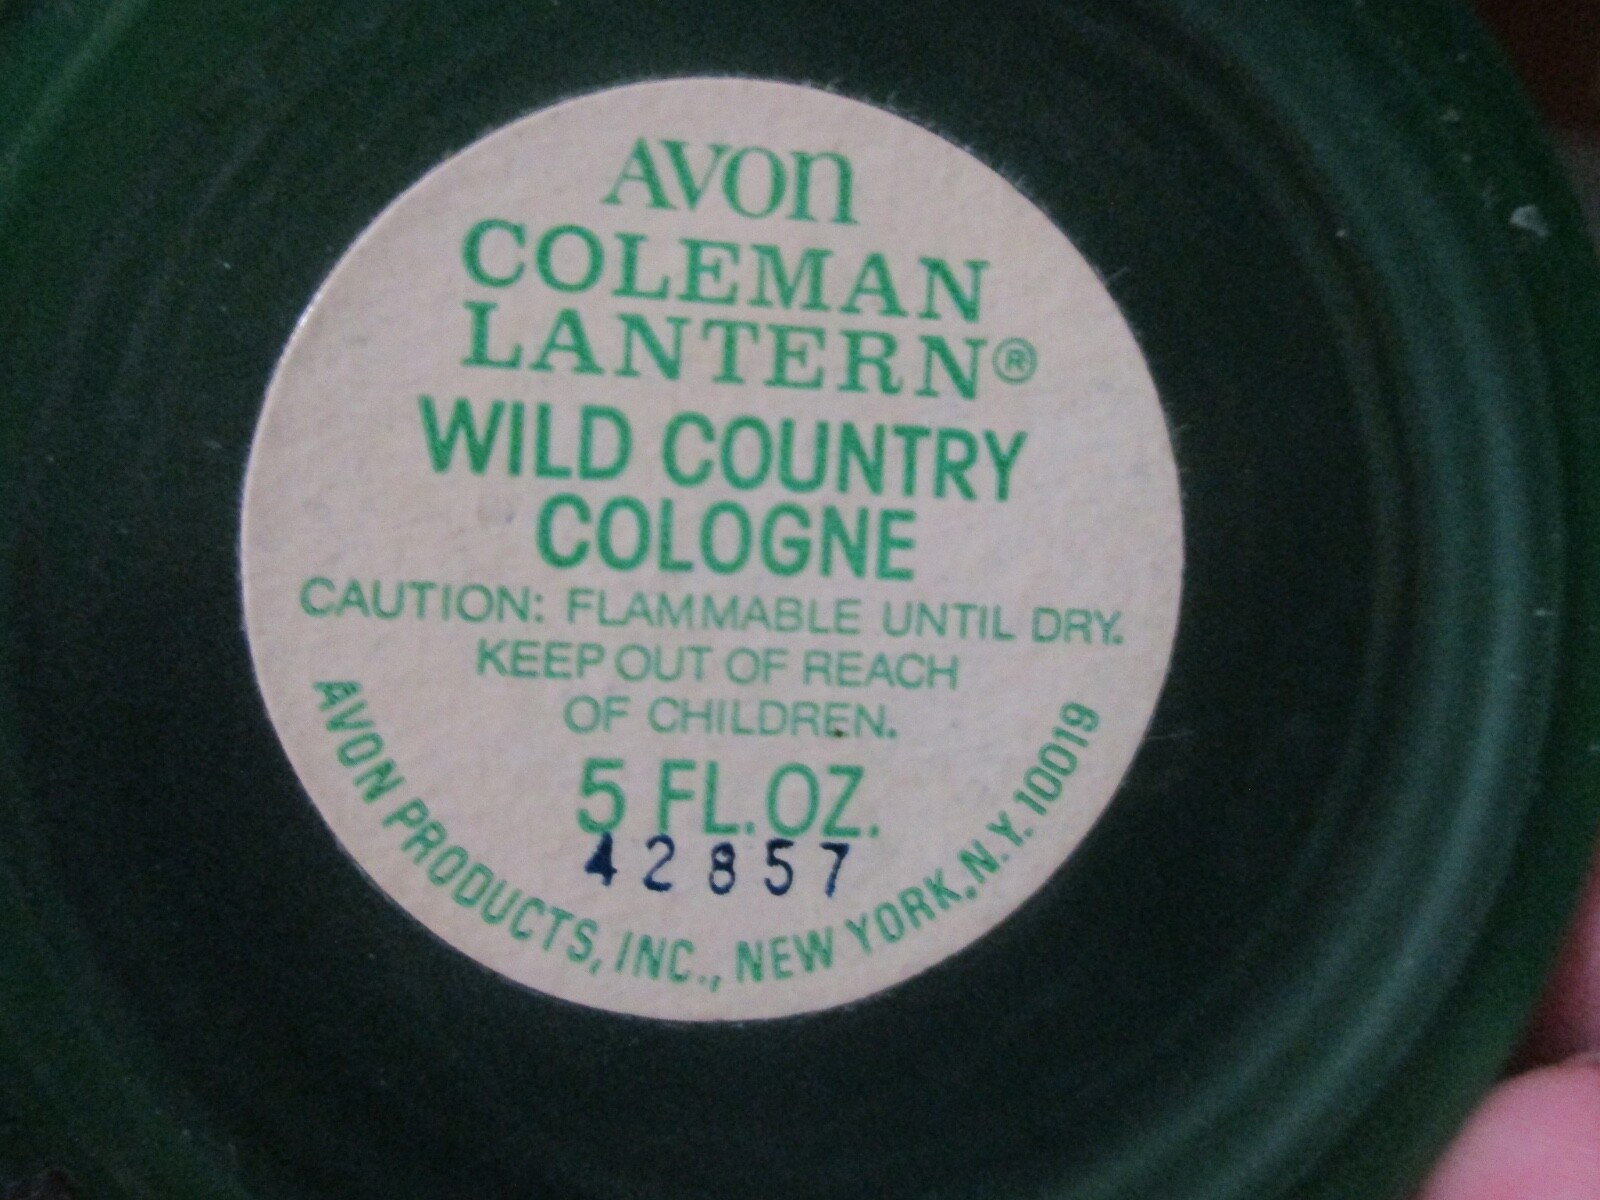 AVON
COLEMAN
LANTERN®
WILD COUNTRY
COLOGNE
CAUTION: FLAMMABLE UNTIL DRY.
KEEP OUT OF REACH
OF CHILDREN.
5 FL.OZ.
42857
AVON PRODUCTS, INC., NEW YORK, N.Y. 10019